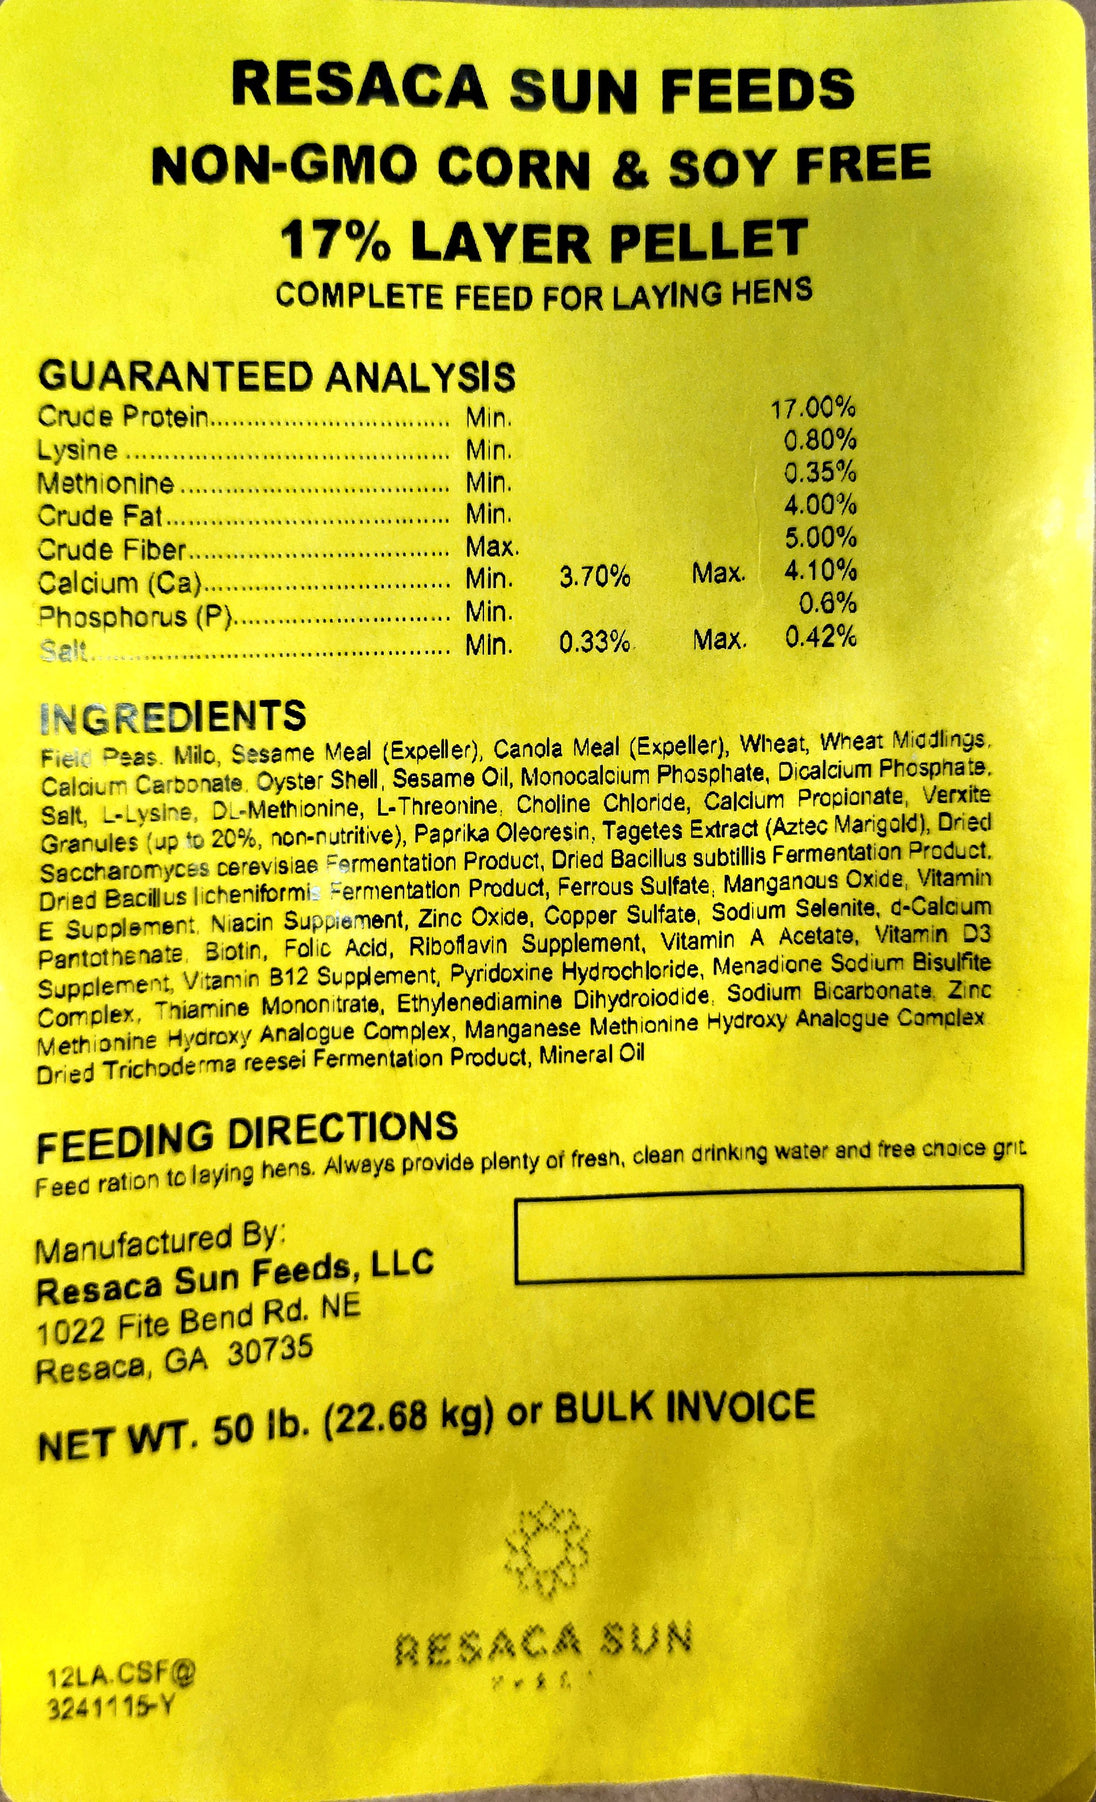 RESACA SUN FEEDS
NON-GMO CORN & SOY FREE
17% LAYER PELLET
COMPLETE FEED FOR LAYING HENS
GUARANTEED ANALYSIS
Crude Protein................................. Min. 17.00%
Lysine ............................................ Min. 0.80%
Methionine ..................................... Min. 0.35%
Crude Fat....................................... Min. 4.00%
Crude Fiber.................................... Max. 5.00%
Calcium (Ca).................................. Min. 3.70% Max. 4.10%
Phosphorus (P).............................. Min. 0.6%
Salt................................................. Min. 0.33% Max. 0.42%
INGREDIENTS
Field Peas. Milo, Sesame Meal (Expeller), Canola Meal (Expeller), Wheat, Wheat Middlings,
Calcium Carbonate, Oyster Shell, Sesame Oil, Monocalcium Phosphate, Dicalcium Phosphate,
Salt, L-Lysine, DL-Methionine, L-Threonine, Choline Chloride, Calcium Propionate, Verxite
Granules (up to 20%, non-nutritive), Paprika Oleoresin, Tagetes Extract (Aztec Marigold), Dried
Saccharomyces cerevisiae Fermentation Product, Dried Bacillus subtillis Fermentation Product,
Dried Bacillus licheniformis Fermentation Product, Ferrous Sulfate, Manganous Oxide, Vitamin
E Supplement, Niacin Supplement, Zinc Oxide, Copper Sulfate, Sodium Selenite, d-Calcium
Pantothenate, Biotin, Folic Acid, Riboflavin Supplement, Vitamin A Acetate, Vitamin D3
Supplement, Vitamin B12 Supplement, Pyridoxine Hydrochloride, Menadione Sodium Bisulfite
Complex, Thiamine Mononitrate, Ethylenediamine Dihydroiodide, Sodium Bicarbonate, Zinc
Methionine Hydroxy Analogue Complex, Manganese Methionine Hydroxy Analogue Complex
Dried Trichoderma reesei Fermentation Product, Mineral Oil
FEEDING DIRECTIONS
Feed ration to laying hens. Always provide plenty of fresh, clean drinking water and free choice grit.
Manufactured By:
Resaca Sun Feeds, LLC
1022 Fite Bend Rd. NE
Resaca, GA 30735
NET WT. 50 lb. (22.68 kg) or BULK INVOICE
RESACA SUN
12LA.CSF@
3241115-Y